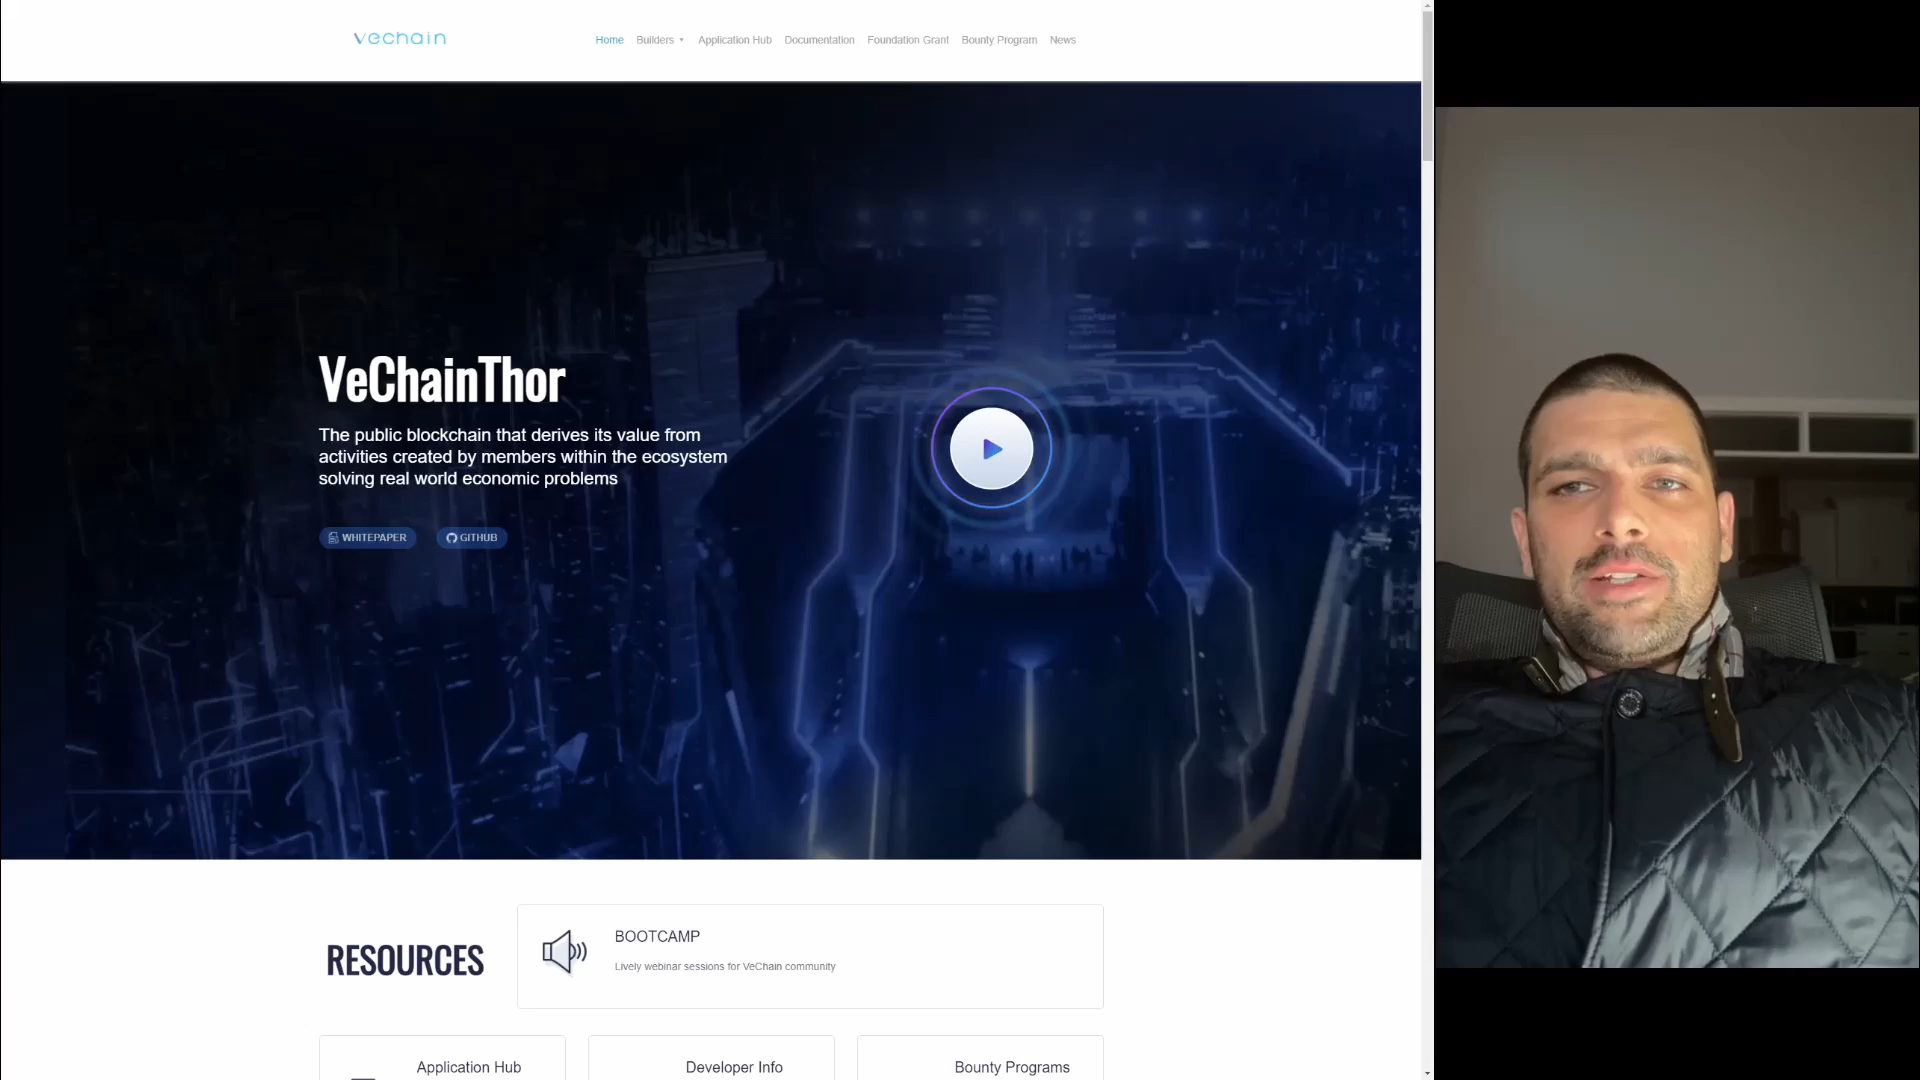 vechain
Home Builders Application Hub Documentation Foundation Grant Bounty Program News
VeChainThor
The public blockchain that derives its value from
activities created by members within the ecosystem
solving real world economic problems
WHITEPAPER GITHUB
RESOURCES
BOOTCAMP
Lively webinar sessions for VeChain community
Application Hub
Developer Info
Bounty Programs